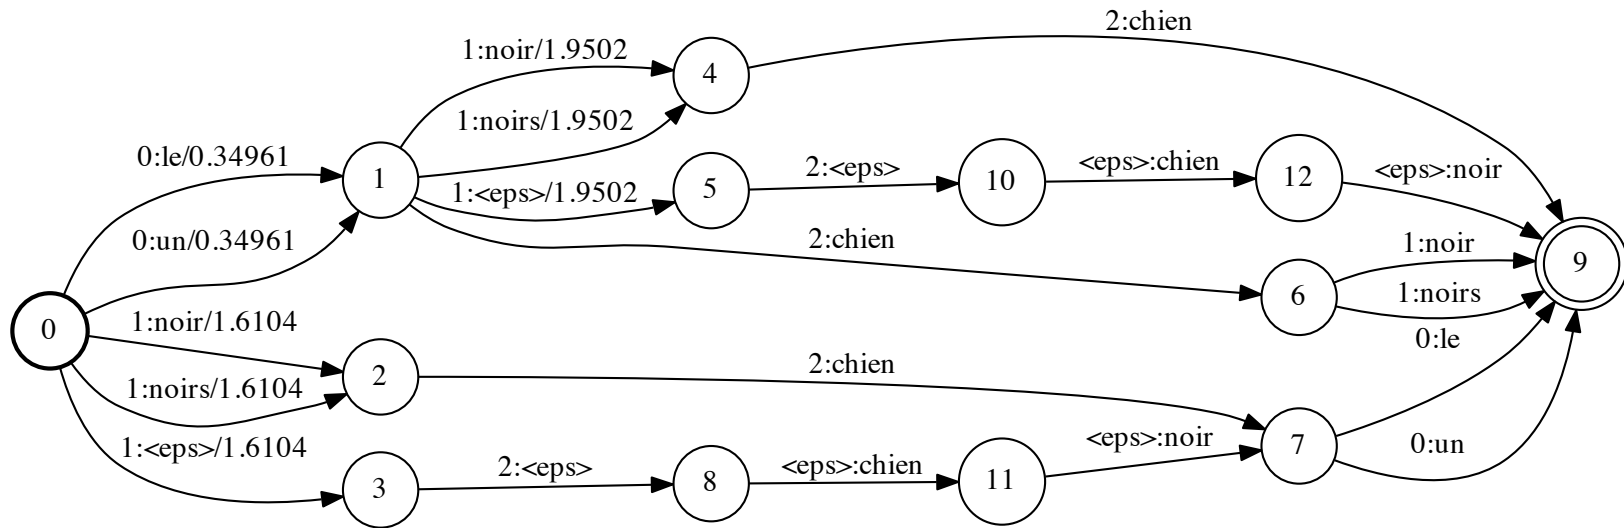 2:chien
1:noir/1.9502
4
1:noirs/1.9502
0:le/0.34961
1
1:<eps>/1.9502
5
2:<eps>
10
<eps>:chien
12
<eps>:noir
0:un/0.34961
2:chien
1:noir
9
6
1:noirs
0
1:noir/1.6104
0:le
2
2:chien
1:noirs/1.6104
1:<eps>/1.6104
7
0:un
3
2:<eps>
8
<eps>:chien
11
<eps>:noir